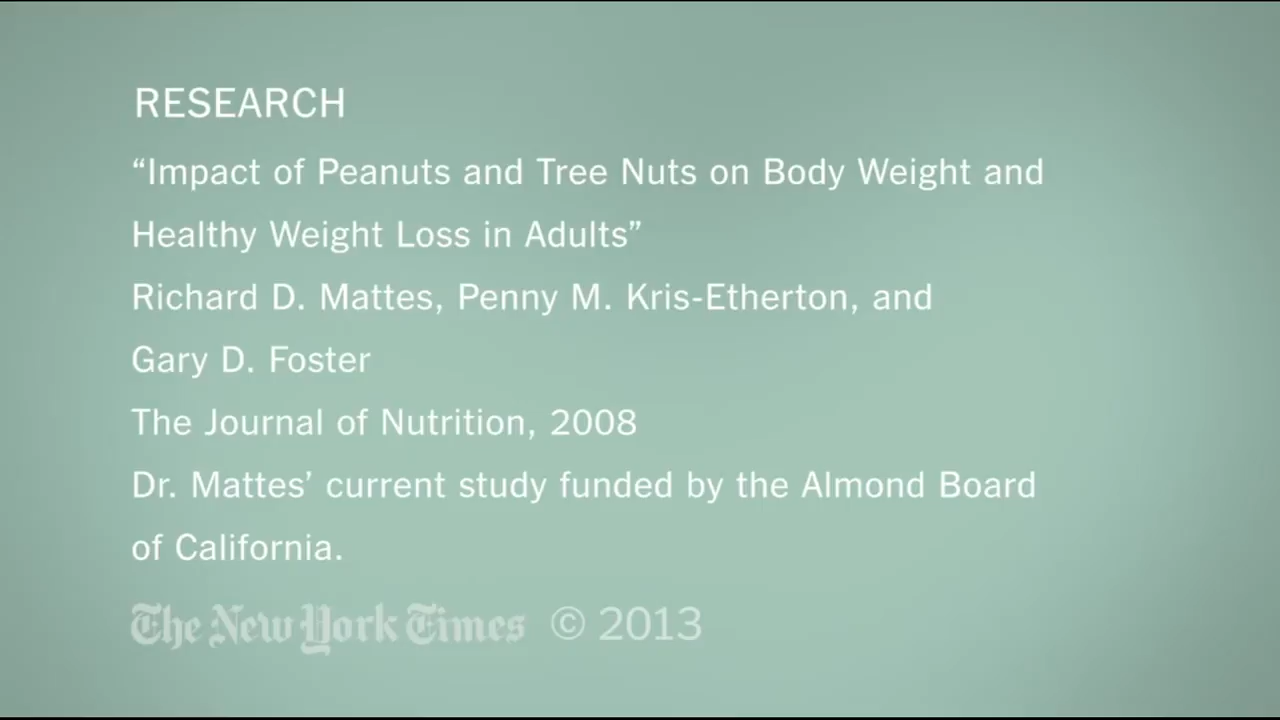 RESEARCH
“Impact of Peanuts and Tree Nuts on Body Weight and
Healthy Weight Loss in Adults”
Richard D. Mattes, Penny M. Kris-Etherton, and
Gary D. Foster
The Journal of Nutrition, 2008
Dr. Mattes’ current study funded by the Almond Board
of California.
The New York Times © 2013